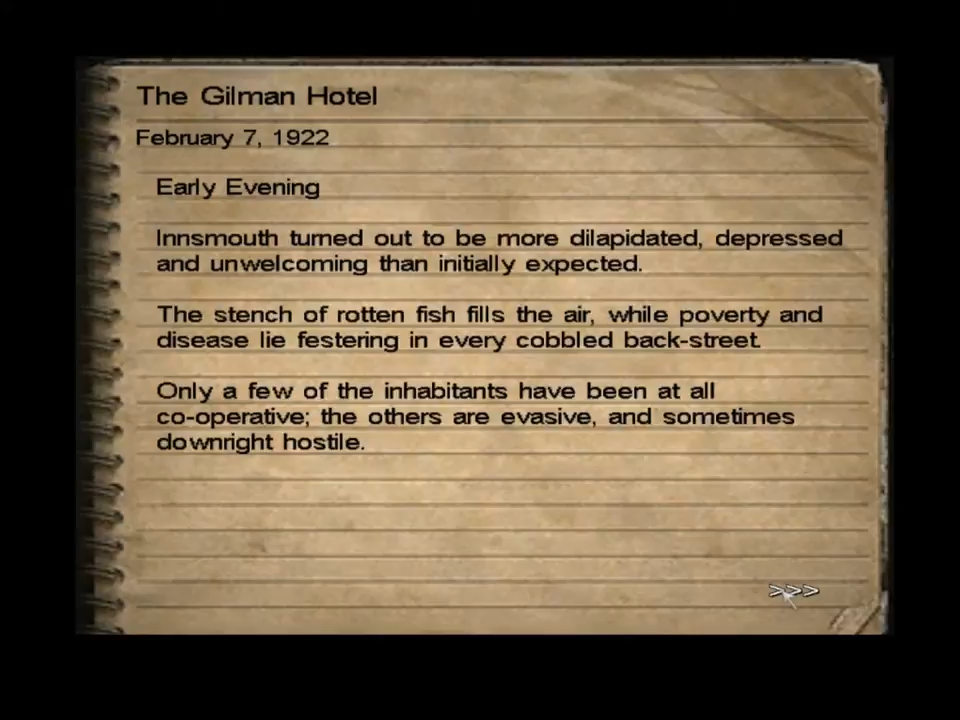 The Gilman Hotel
February 7, 1922
Early Evening
Innsmouth turned out to be more dilapidated, depressed
and unwelcoming than initially expected.
The stench of rotten fish fills the air, while poverty and
disease lie festering in every cobbled back-street.
Only a few of the inhabitants have been at all
co-operative; the others are evasive, and sometimes
downright hostile.
>>>